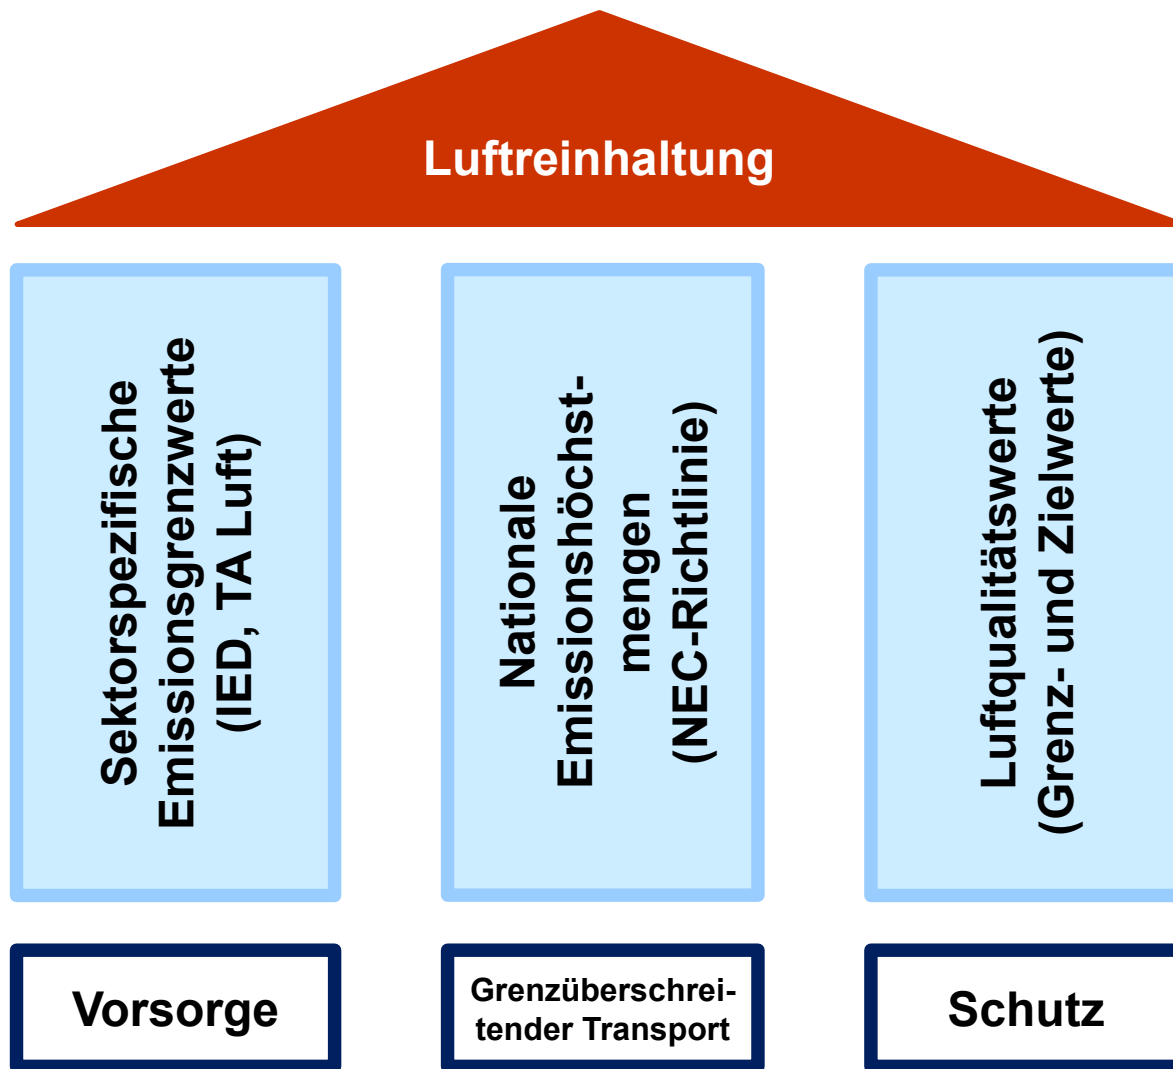 Luftreinhaltung
Sektorspezifische
Emissionsgrenzwerte
(IED, TA Luft)
Nationale
Emissionshöchst-
mengen
(NEC-Richtlinie)
Luftqualitätswerte
(Grenz- und Zielwerte)
Vorsorge
Grenzüberschrei-
tender Transport
Schutz